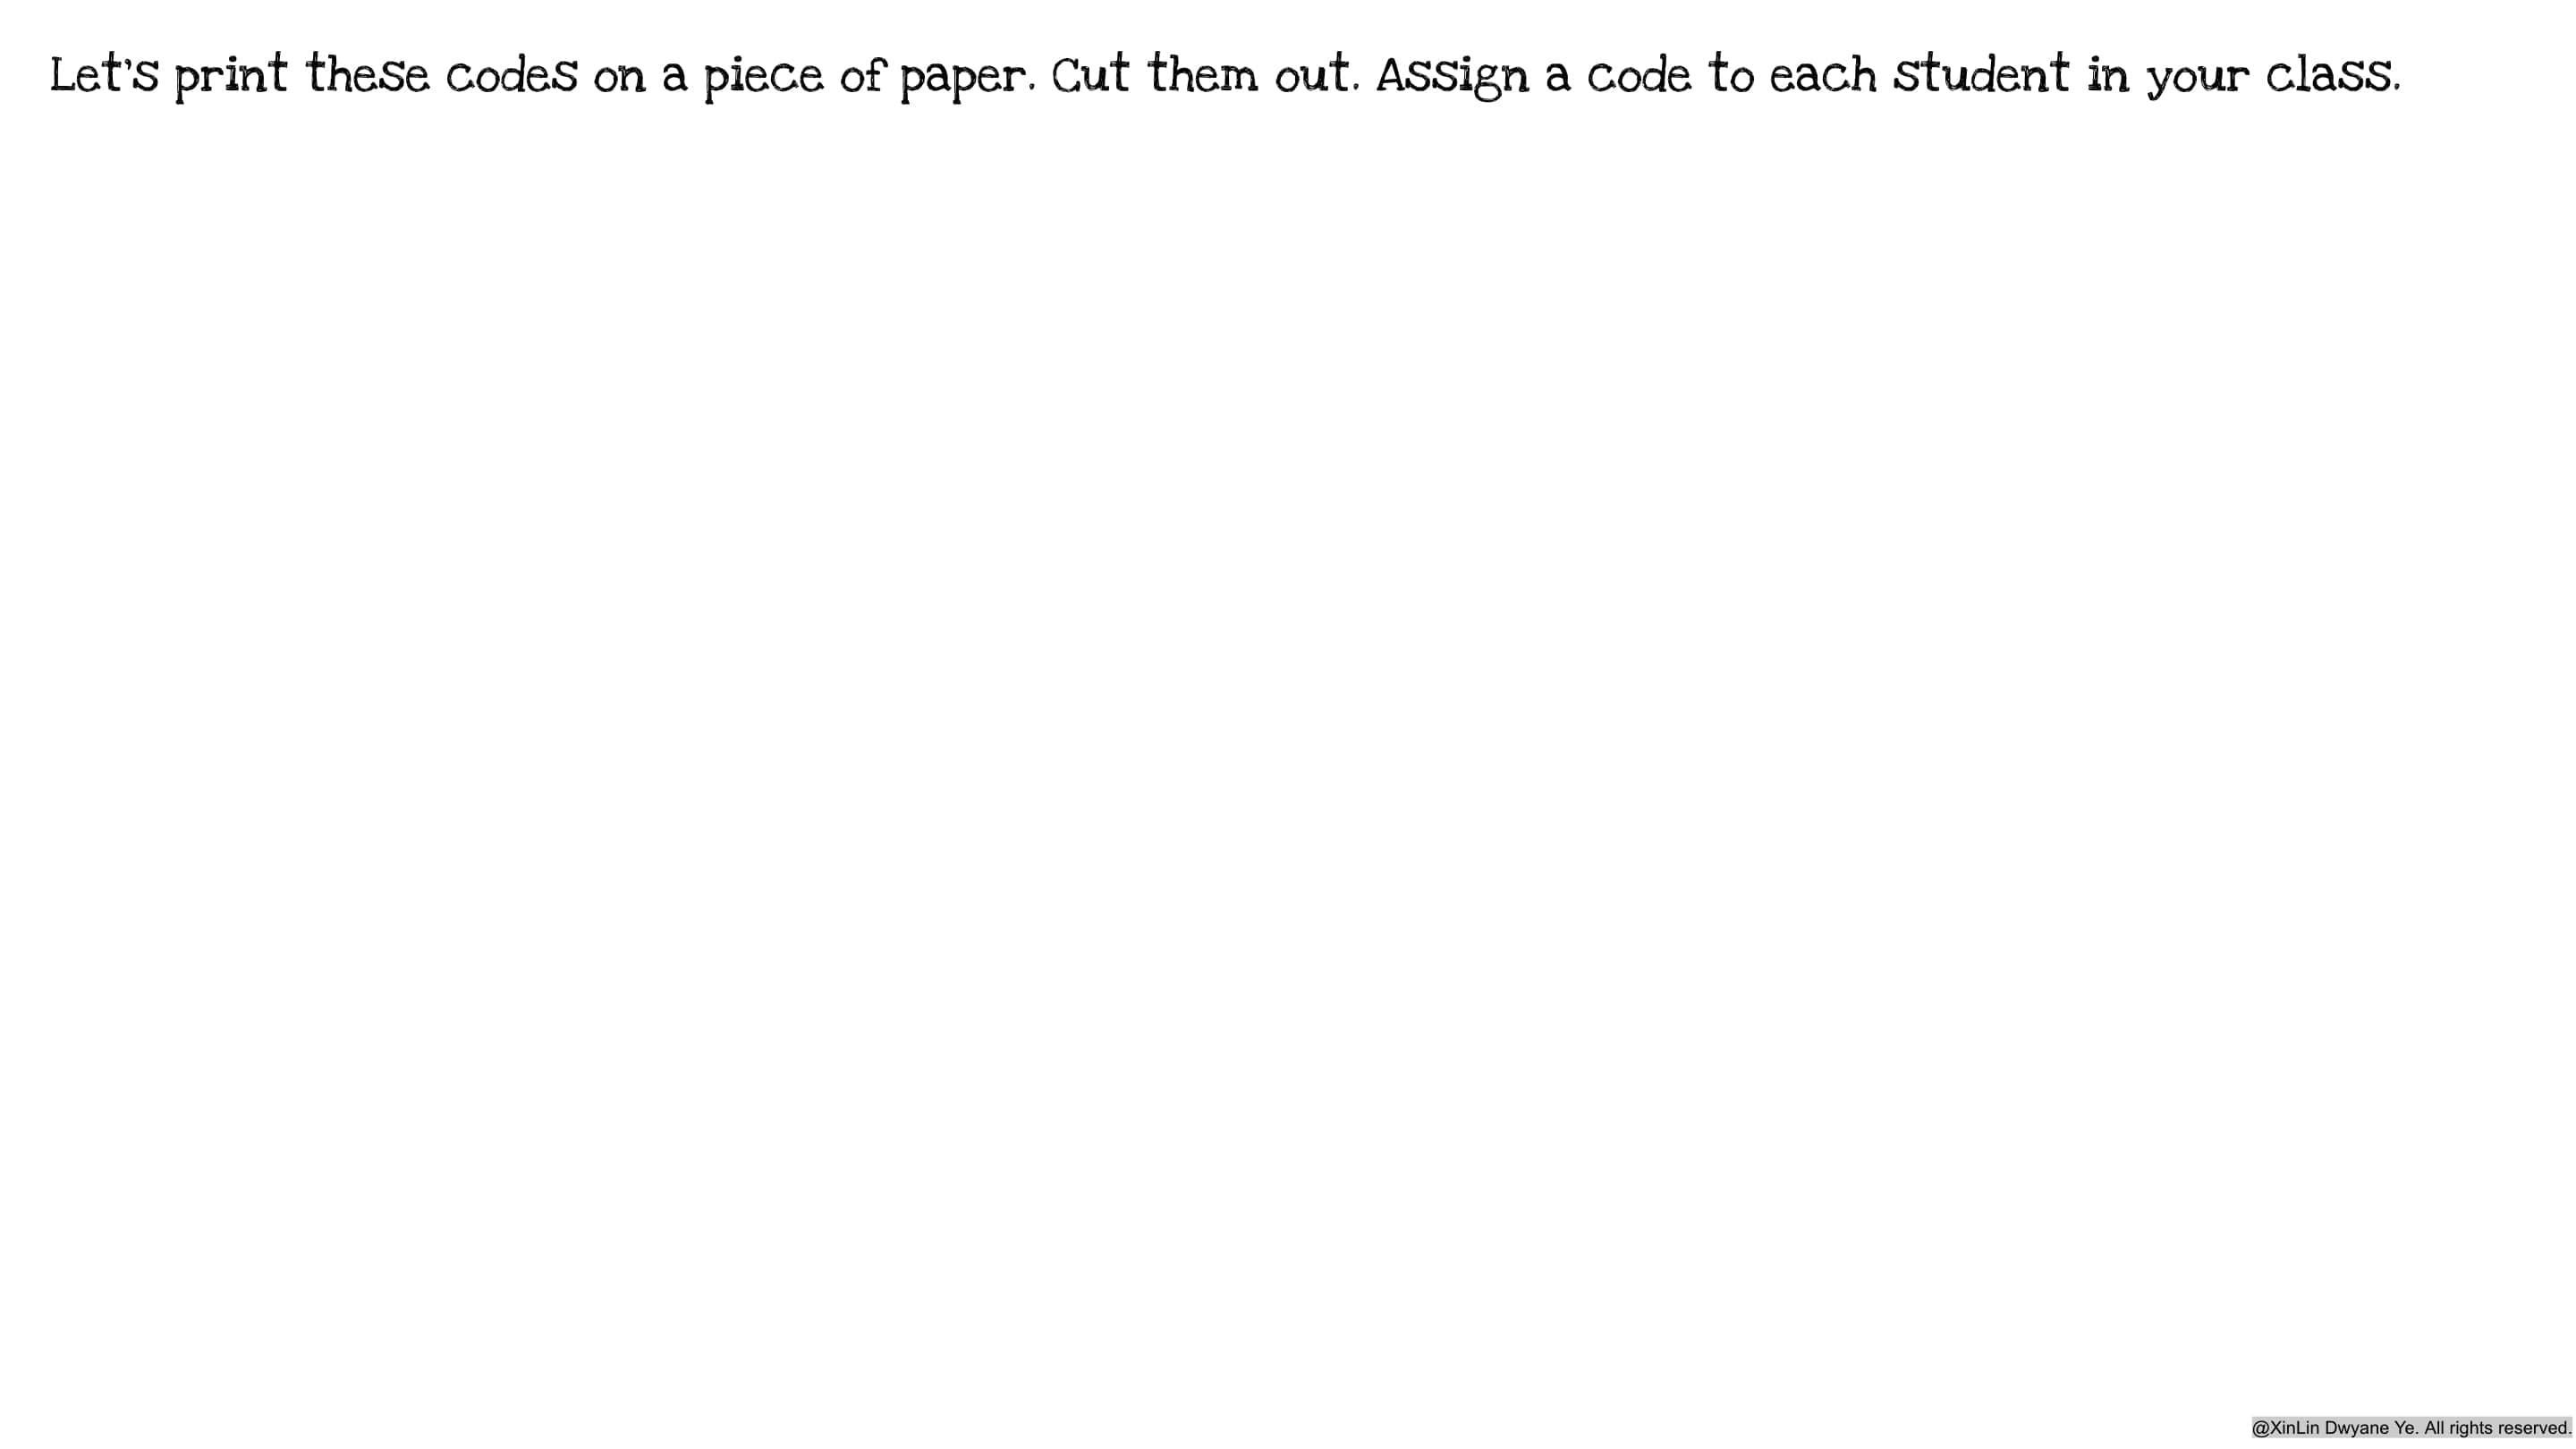 Let's print these codes on a piece of paper. Cut them out. Assign a code to each student in your class.
@XinLin Dwyane Ye. All rights reserved.